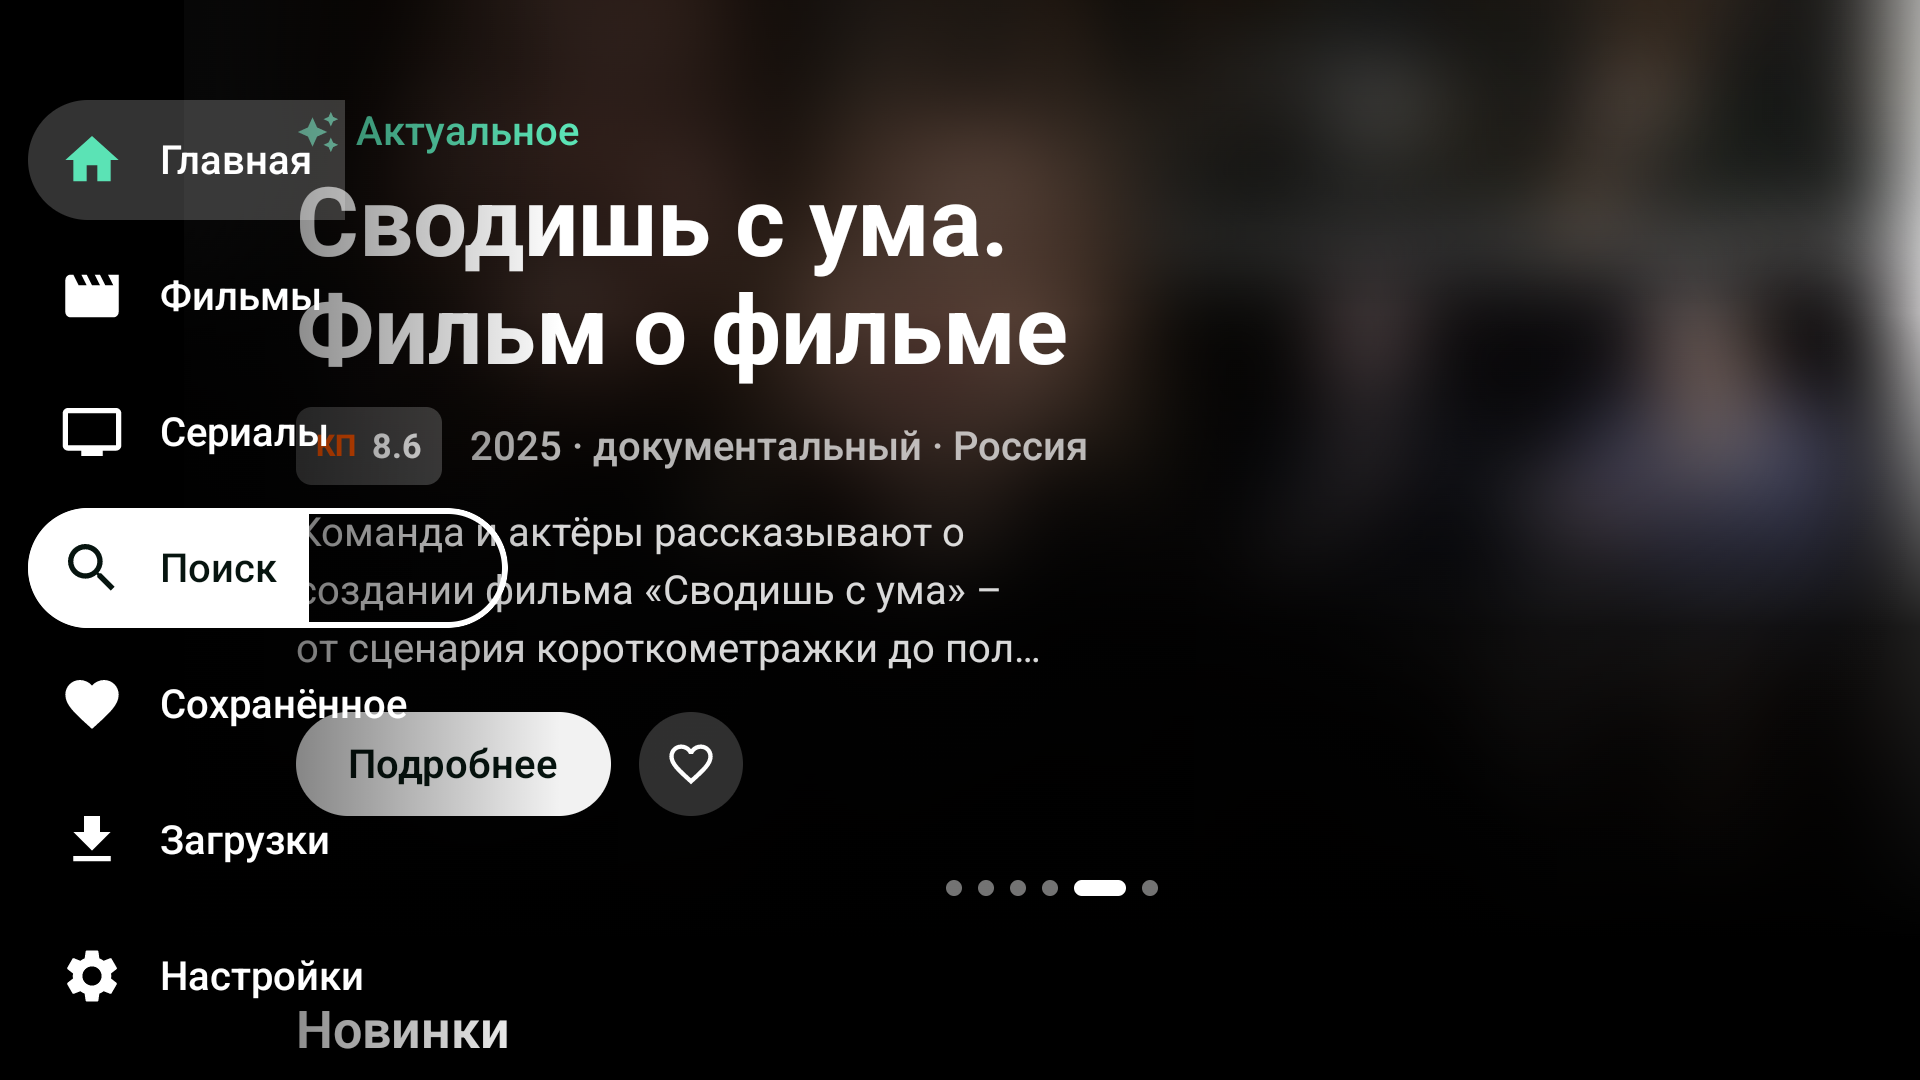 Главная
Фильмы
Сериалы
Поиск
Сохранённое
Загрузки
Настройки
Актуальное
Сводишь с ума.
Фильм о фильме
КП 8.6 2025 · документальный · Россия
Команда и актёры рассказывают о
создании фильма «Сводишь с ума» –
от сценария короткометражки до пол...
Подробнее
Новинки